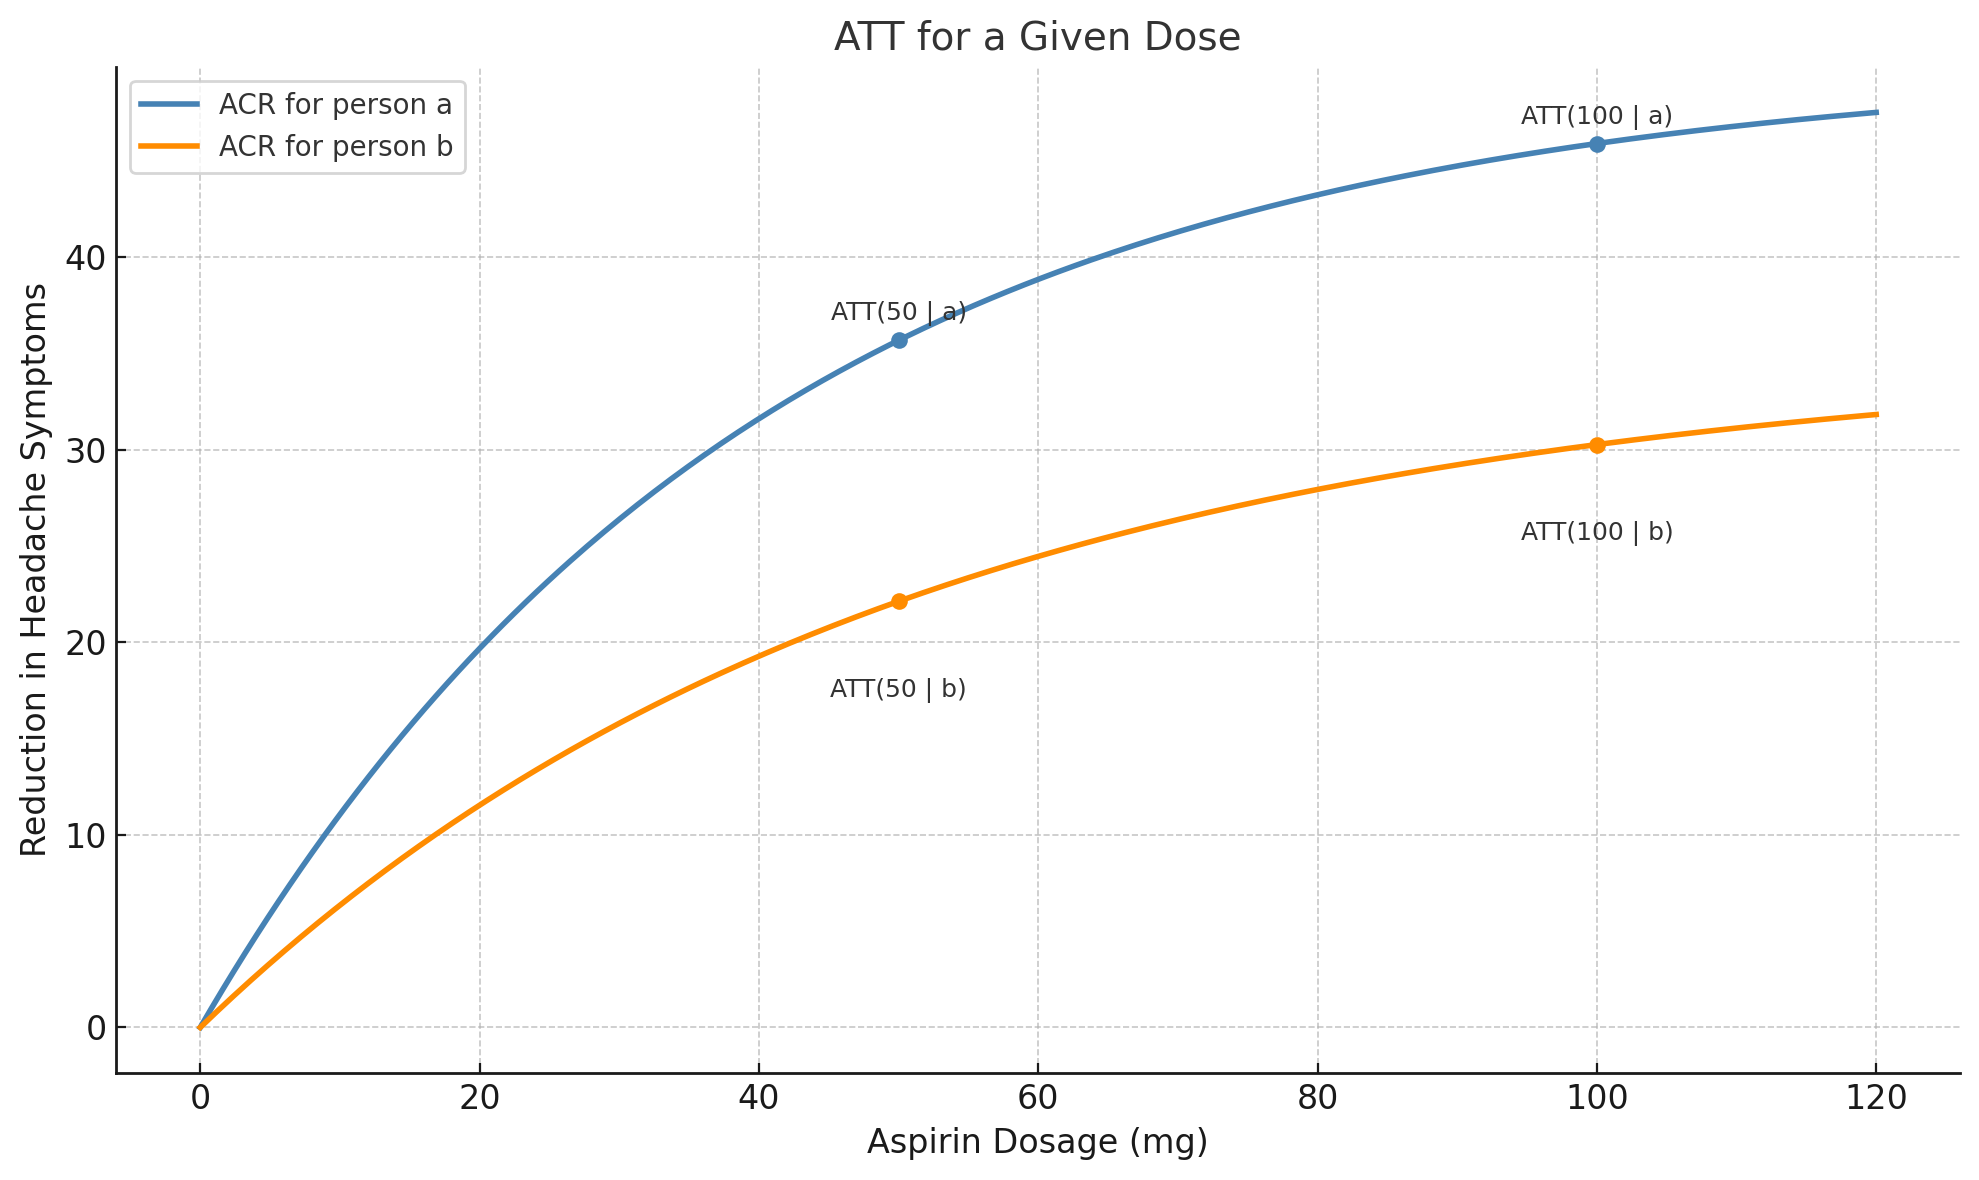 ATT for a Given Dose
ACR for person a
ACR for person b
ATT(100 | a)
ATT(50 | a)
ATT(100 | b)
ATT(50 | b)
Reduction in Headache Symptoms
40
30
20
10
0
0 20 40 60 80 100 120
Aspirin Dosage (mg)